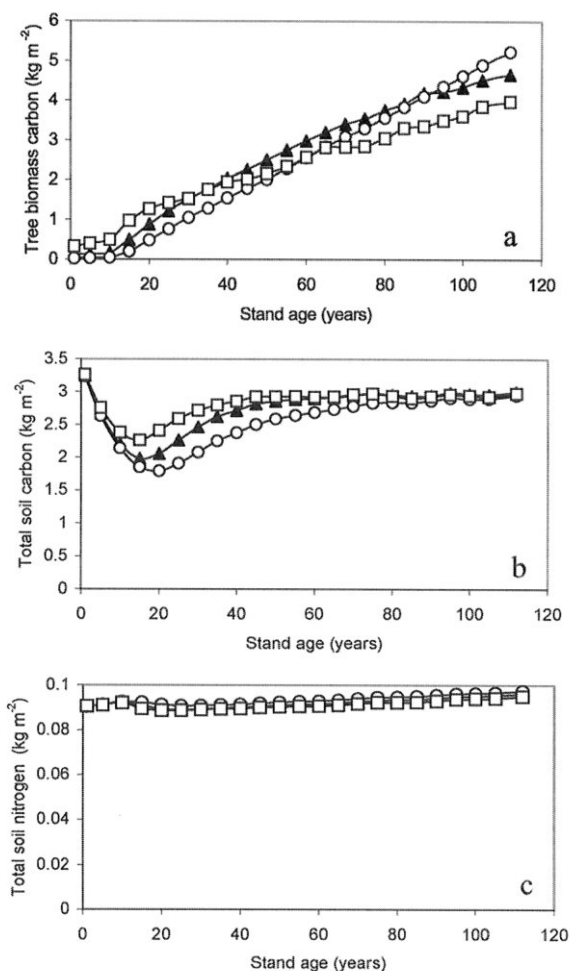 Tree biomass carbon (kg m⁻²)
6
5
4
3
2
1
0
0 20 40 60 80 100 120
Stand age (years)
a
Total soil carbon (kg m⁻²)
3.5
3
2.5
2
1.5
1
0.5
0
0 20 40 60 80 100 120
Stand age (years)
b
Total soil nitrogen (kg m⁻²)
0.1
0.08
0.06
0.04
0.02
0
0 20 40 60 80 100 120
Stand age (years)
c